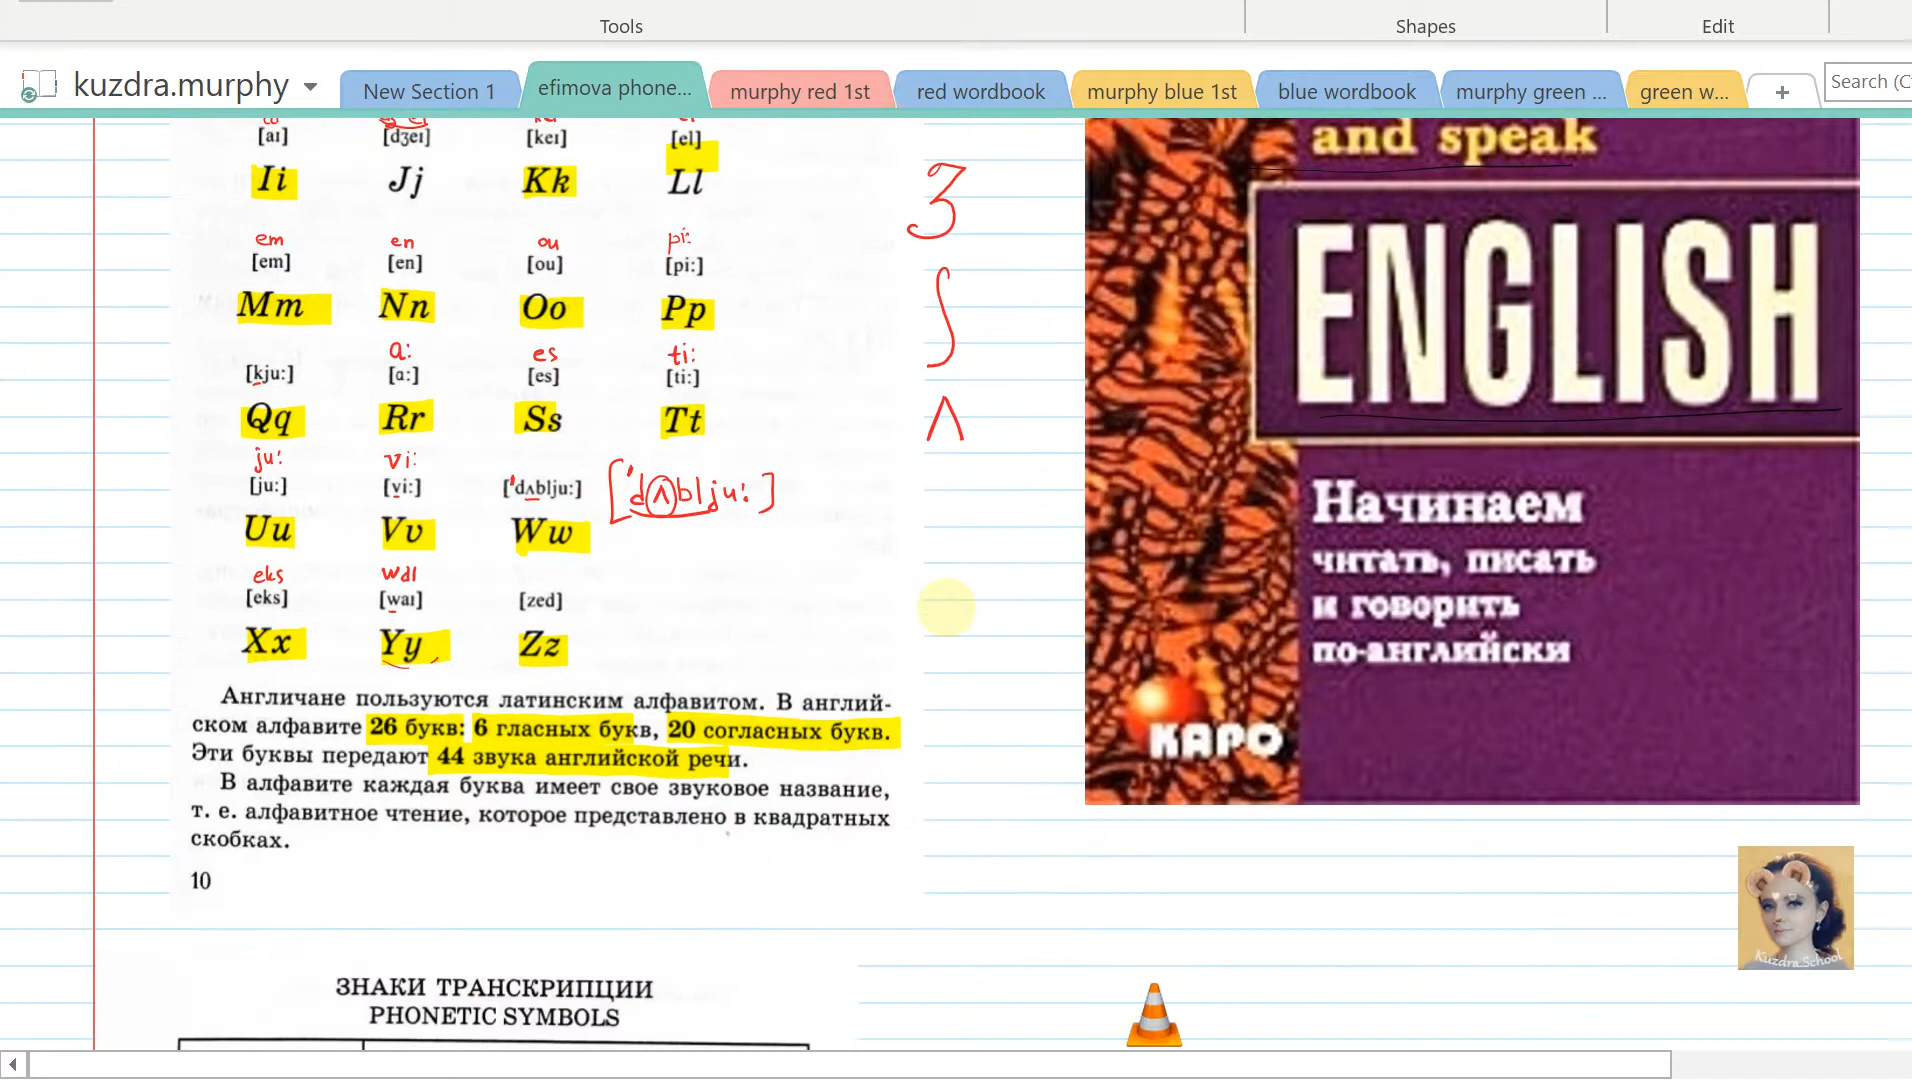 Tools
Shapes
Edit
kuzdra.murphy
New Section 1
efimova phone...
murphy red 1st
red wordbook
murphy blue 1st
blue wordbook
murphy green ...
green w...
+
Search (C
[aɪ] [dʒeɪ] [keɪ] [el]
Ii Jj Kk Ll
em en ou pi:
[em] [en] [ou] [pi:]
Mm Nn Oo Pp
a: es ti:
[kju:] [ɑ:] [es] [ti:]
Qq Rr Ss Tt
ju: vi:
[ju:] [vi:] ['dʌblju:] ['dʌblju:]
Uu Vv Ww
eks waɪ
[eks] [waɪ] [zed]
Xx Yy Zz
Англичане пользуются латинским алфавитом. В англий-
ском алфавите 26 букв: 6 гласных букв, 20 согласных букв.
Эти буквы передают 44 звука английской речи.
В алфавите каждая буква имеет свое звуковое название,
т. е. алфавитное чтение, которое представлено в квадратных
скобках.
10
ЗНАКИ ТРАНСКРИПЦИИ
PHONETIC SYMBOLS
ʒ
ʃ
ʌ
and speak
ENGLISH
Начинаем
читать, писать
и говорить
по-английски
КАРО
Kuzdra.School